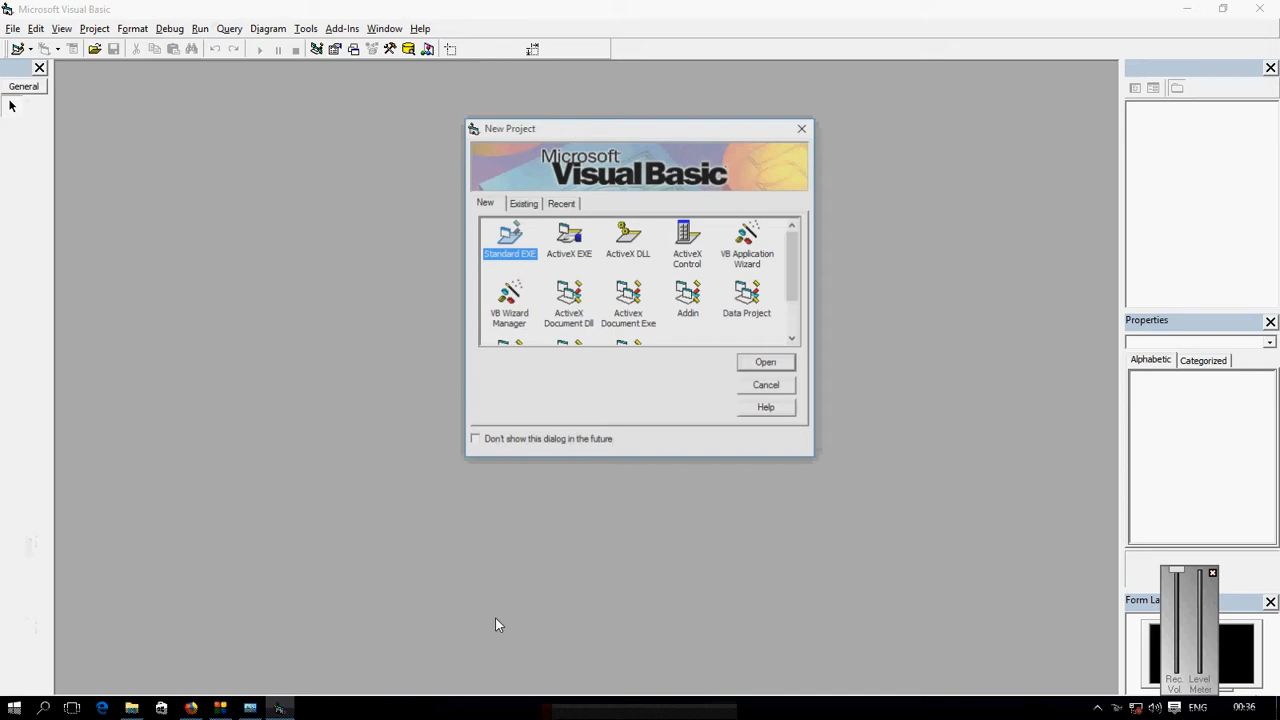 Microsoft Visual Basic
File Edit View Project Format Debug Run Query Diagram Tools Add-Ins Window Help
General
New Project
Microsoft
Visual Basic
New Existing Recent
Standard EXE ActiveX EXE ActiveX DLL ActiveX Control VB Application Wizard
VB Wizard Manager ActiveX Document Dll Activex Document Exe Addin Data Project
Open
Cancel
Help
Don't show this dialog in the future
Properties
Alphabetic Categorized
Form La
Rec. Vol Level Meter
ENG 00:36